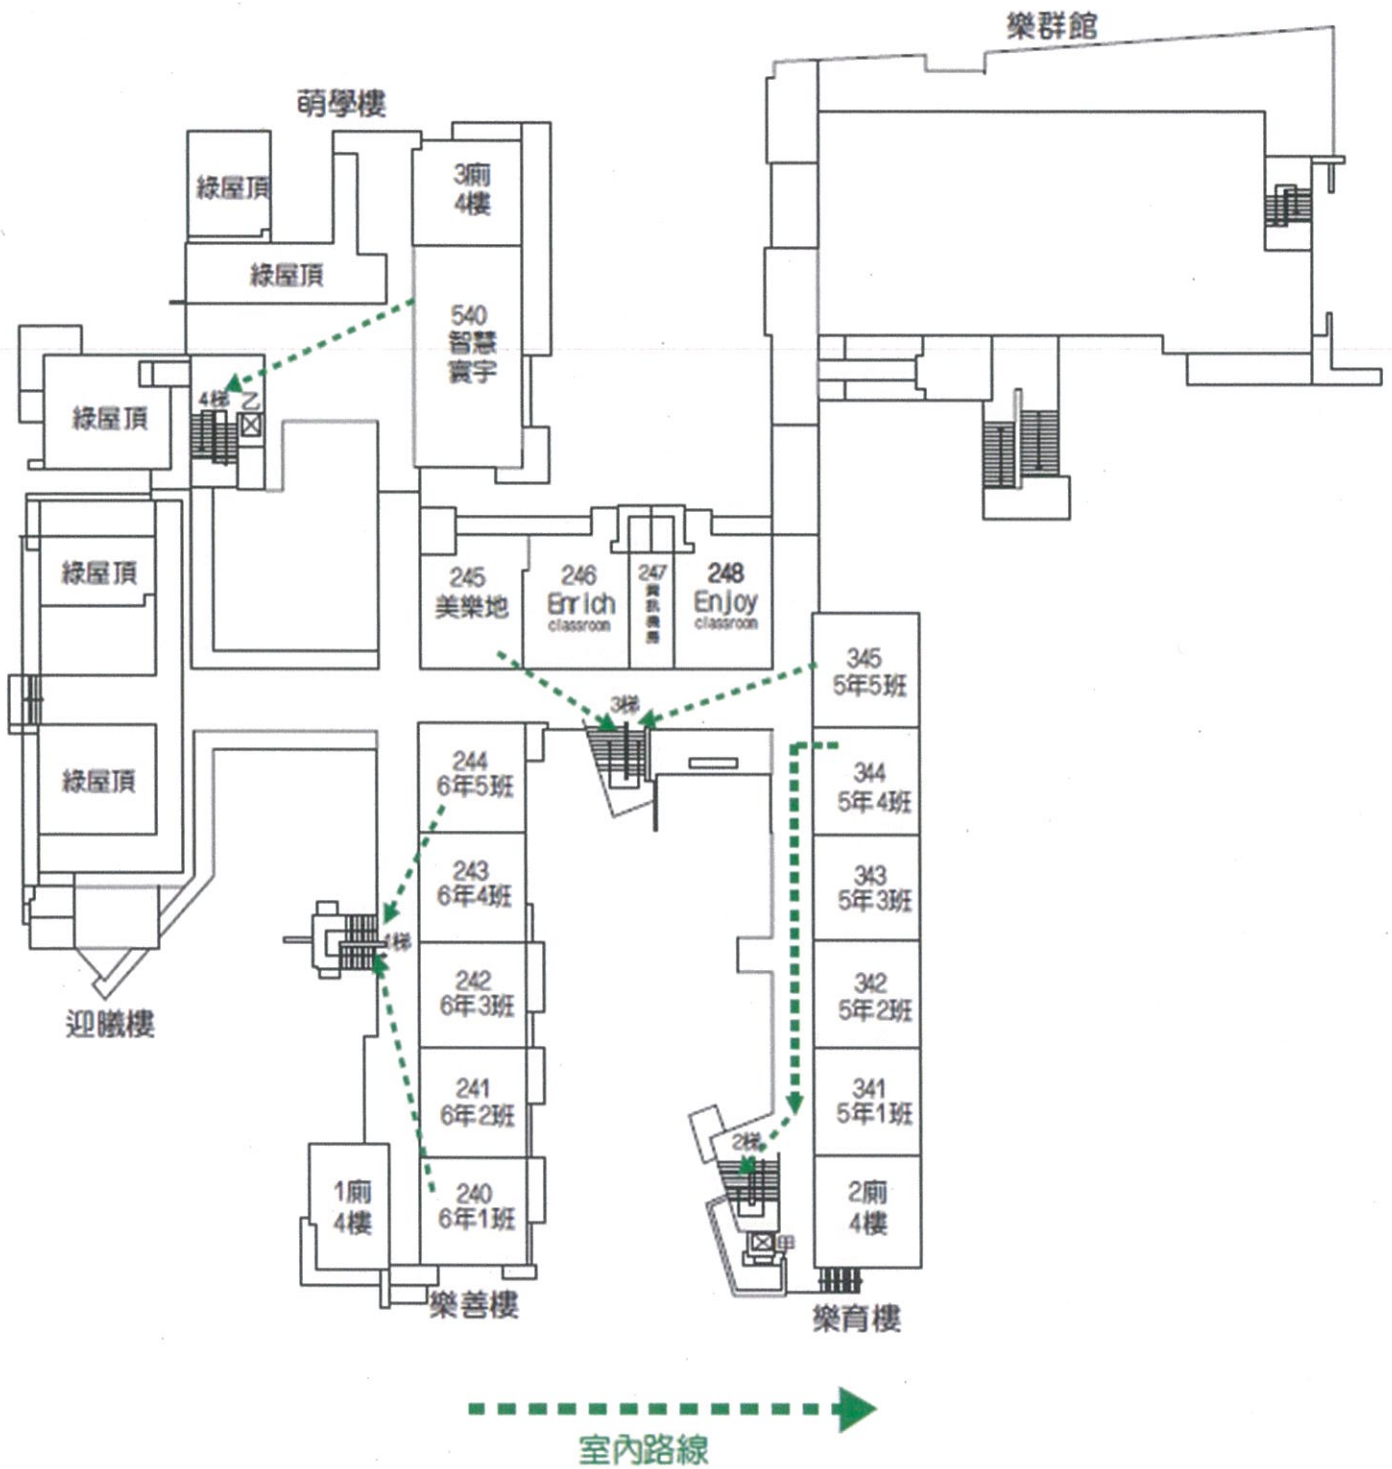 樂群館
萌學樓
綠屋頂
3廁
4樓
綠屋頂
540
智慧
寰宇
4梯
乙
綠屋頂
綠屋頂
245
美樂地
246
Enrich
classroom
247
資訊機房
248
Enjoy
classroom
345
5年5班
3梯
綠屋頂
244
6年5班
344
5年4班
243
6年4班
343
5年3班
242
6年3班
342
5年2班
迎曦樓
241
6年2班
341
5年1班
2梯
1廁
4樓
240
6年1班
2廁
4樓
甲
樂善樓
樂育樓
室內路線